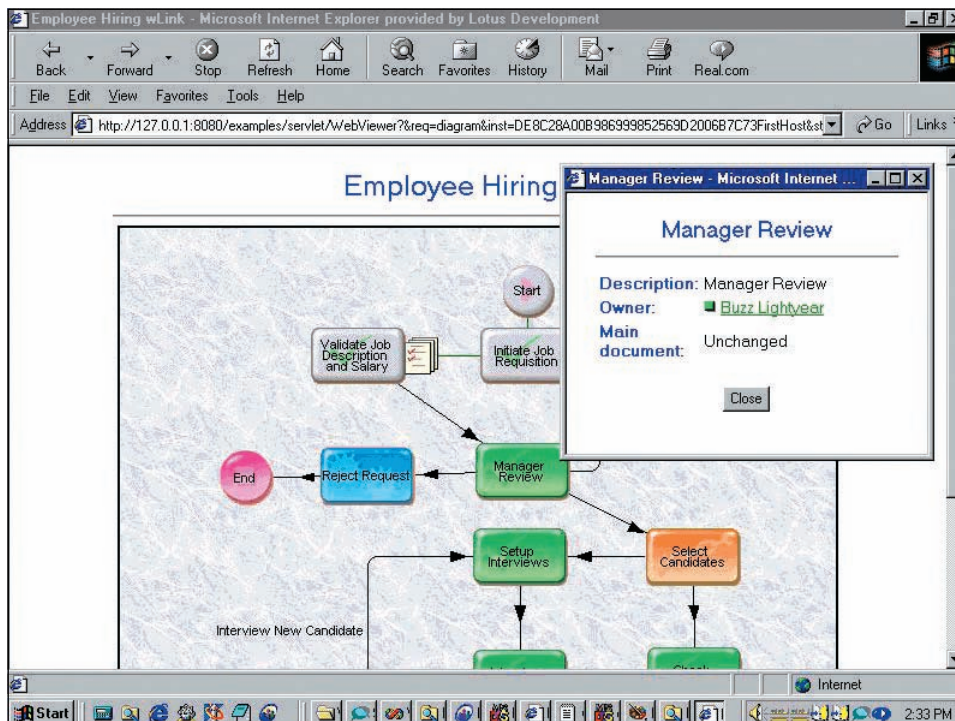 Employee Hiring wLink - Microsoft Internet Explorer provided by Lotus Development
Back Forward Stop Refresh Home Search Favorites History Mail Print Real.com
File Edit View Favorites Tools Help
Address http://127.0.0.1:8080/examples/servlet/WebViewer?&req=diagram&inst=DE8C28A00B986999852569D2006B7C73FirstHost&st Go Links
Employee Hiring
Manager Review - Microsoft Internet ...
Manager Review
Description: Manager Review
Owner: Buzz Lightyear
Main
document: Unchanged
Close
Start
Validate Job
Description
and Salary
Initiate Job
Requisition
End
Reject Request
Manager
Review
Setup
Interviews
Select
Candidates
Interview New Candidate
Internet
Start
2:33 PM